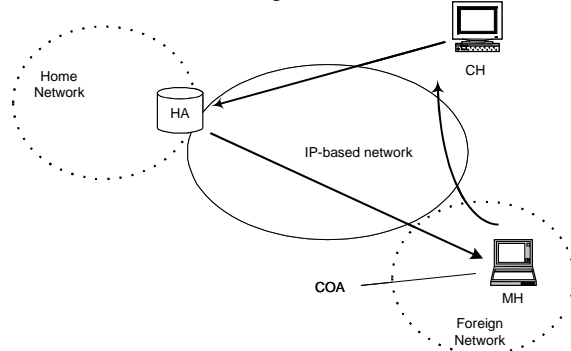 CH
Home
Network
HA
IP-based network
COA
MH
Foreign
Network